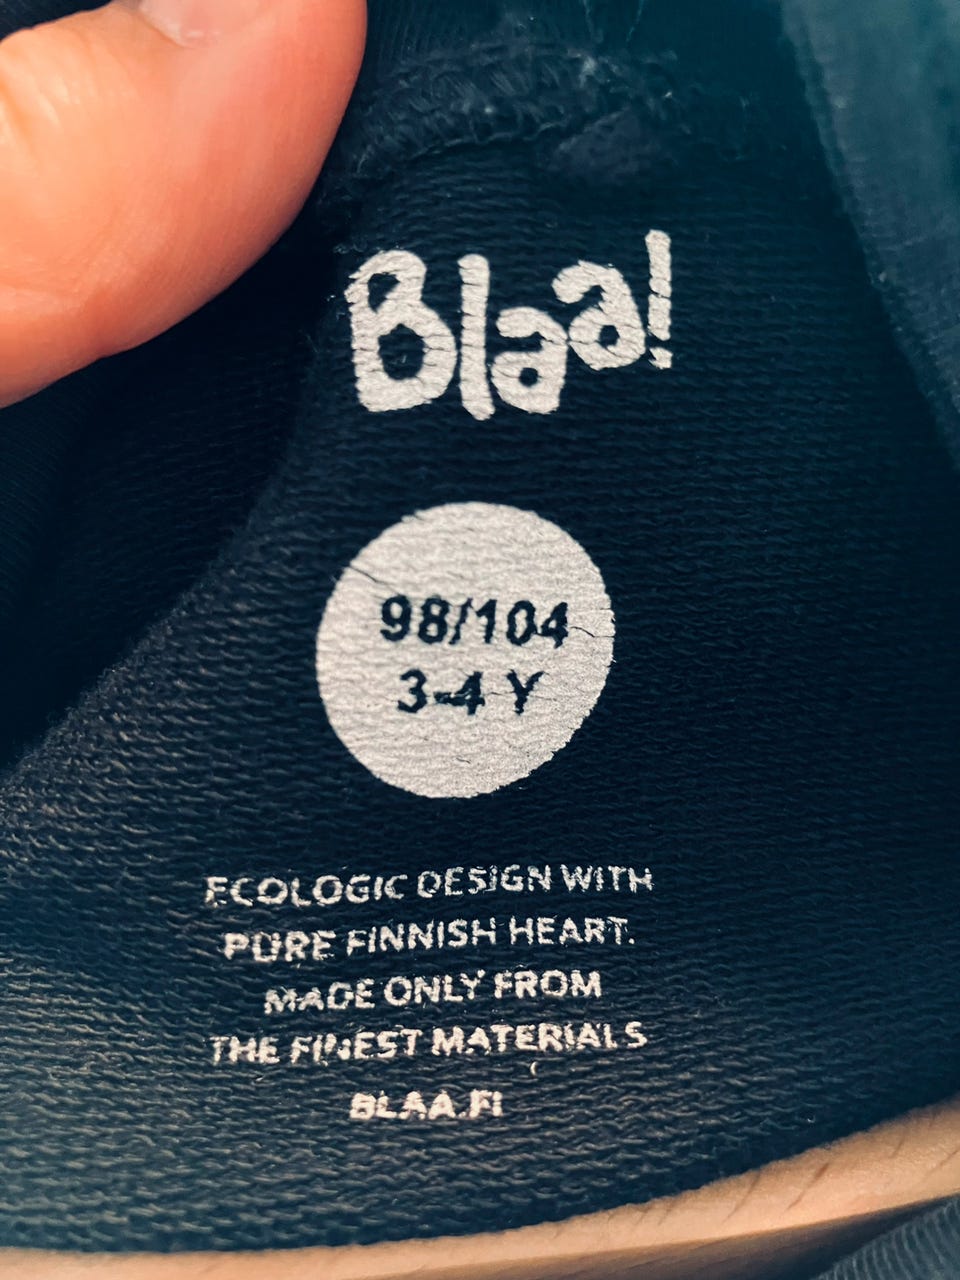 Blaa!
98/104
3-4 Y
ECOLOGIC DESIGN WITH
PURE FINNISH HEART.
MADE ONLY FROM
THE FINEST MATERIALS
BLAA.FI